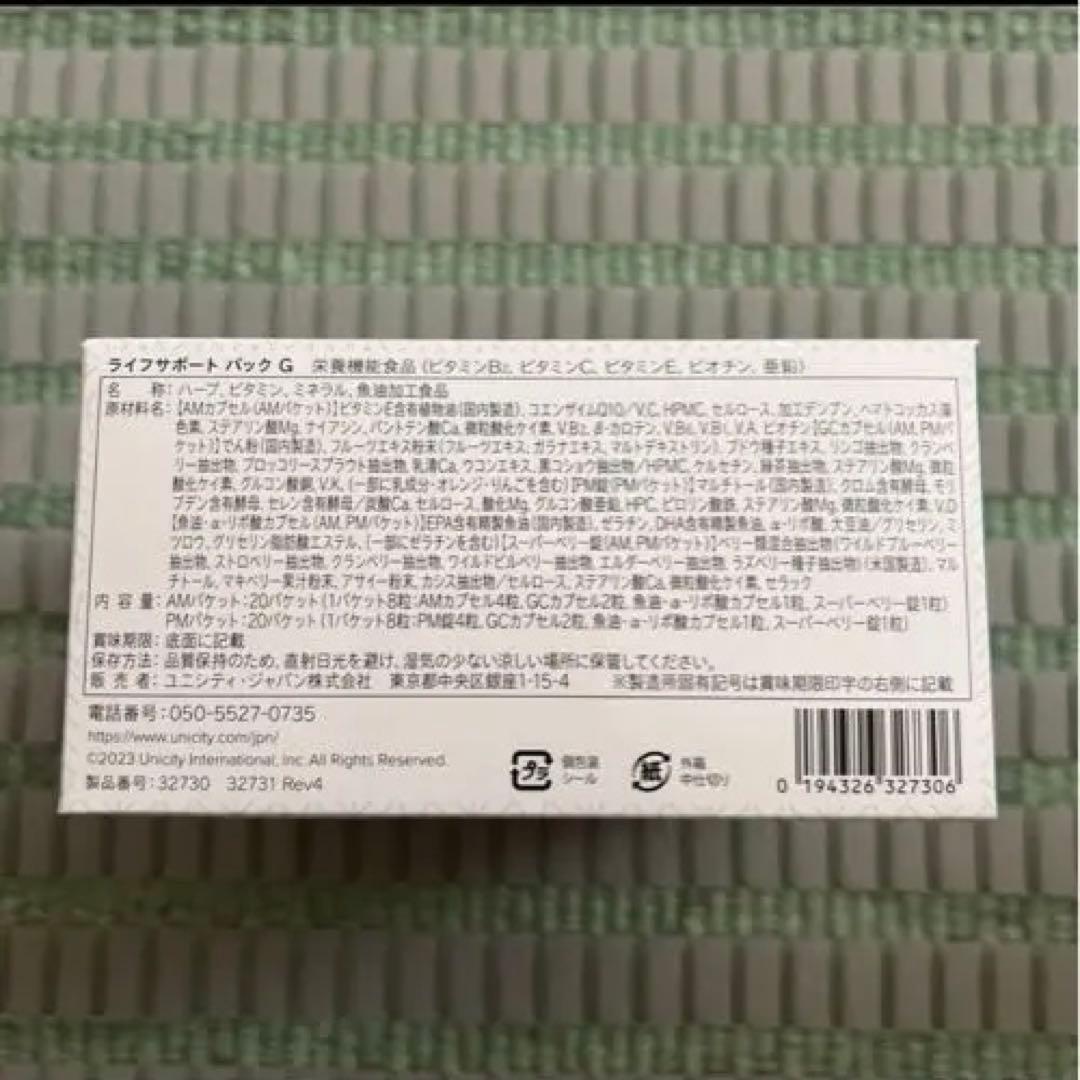 ライフサポート パック G 栄養機能食品(ビタミンB₂, ビタミンC, ビタミンE, ビオチン, 亜鉛)
名 称:ハーブ, ビタミン, ミネラル, 魚油加工食品
原材料名:【AMカプセル(AMパケット)】ビタミンE含有植物油(国内製造), コエンザイムQ10/V.C, HPMC, セルロース, 加工デンプン, ヘマトコッカス藻
色素, ステアリン酸Mg, ナイアシン, パントテン酸Ca, 微粒酸化ケイ素, V.B₂, β-カロテン, V.B₆, V.B₁, V.A, ビオチン【GCカプセル(AM, PMパ
ケット)】でん粉(国内製造), フルーツエキス粉末(フルーツエキス, ガラナエキス, マルトデキストリン), ブドウ種子エキス, リンゴ抽出物, クランベ
リー抽出物, ブロッコリースプラウト抽出物, 乳清Ca, ウコンエキス, 黒コショウ抽出物/HPMC, ケルセチン, 緑茶抽出物, ステアリン酸Mg, 微粒
酸化ケイ素, グルコン酸銅, V.K, (一部に乳成分・オレンジ・りんごを含む)【PM錠(PMパケット)】マルチトール(国内製造), クロム含有酵母, モリ
ブデン含有酵母, セレン含有酵母/炭酸Ca, セルロース, 酸化Mg, グルコン酸亜鉛, HPC, ピロリン酸鉄, ステアリン酸Mg, 微粒酸化ケイ素, V.D
【魚油・α-リポ酸カプセル(AM, PMパケット)】EPA含有精製魚油(国内製造), ゼラチン, DHA含有精製魚油, α-リポ酸, 大豆油/グリセリン, ミ
ツロウ, グリセリン脂肪酸エステル, (一部にゼラチンを含む)【スーパーベリー錠(AM, PMパケット)】ベリー類混合抽出物(ワイルドブルーベリー
抽出物, ストロベリー抽出物, クランベリー抽出物, ワイルドビルベリー抽出物, エルダーベリー抽出物, ラズベリー種子抽出物)(米国製造), マル
チトール, マキベリー果汁粉末, アサイー粉末, カシス抽出物/セルロース, ステアリン酸Ca, 微粒酸化ケイ素, セラック
内 容 量:AMパケット:20パケット(1パケット8粒:AMカプセル4粒, GCカプセル2粒, 魚油・α-リポ酸カプセル1粒, スーパーベリー錠1粒)
PMパケット:20パケット(1パケット8粒:PM錠4粒, GCカプセル2粒, 魚油・α-リポ酸カプセル1粒, スーパーベリー錠1粒)
賞味期限:底面に記載
保存方法:品質保持のため, 直射日光を避け, 湿気の少ない涼しい場所に保管してください。
販 売 者:ユニシティ・ジャパン株式会社 東京都中央区銀座1-15-4 ※製造所固有記号は賞味期限印字の右側に記載
電話番号:050-5527-0735
https://www.unicity.com/jpn/
©2023 Unicity International, Inc. All Rights Reserved.
製品番号:32730 32731 Rev4
プラ 個包装 シール
紙 外箱 中仕切り
0 194326 327306